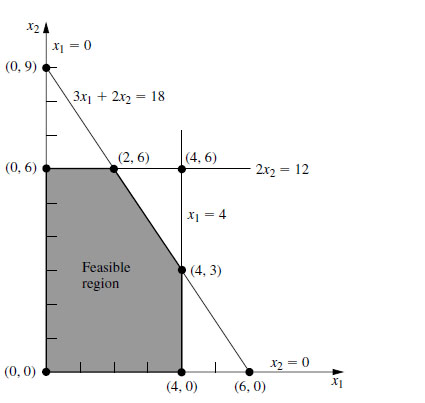 x₂
x₁ = 0
(0, 9)
3x₁ + 2x₂ = 18
(2, 6)
(4, 6)
(0, 6)
2x₂ = 12
x₁ = 4
Feasible
region
(4, 3)
x₂ = 0
(0, 0)
x₁
(4, 0)
(6, 0)